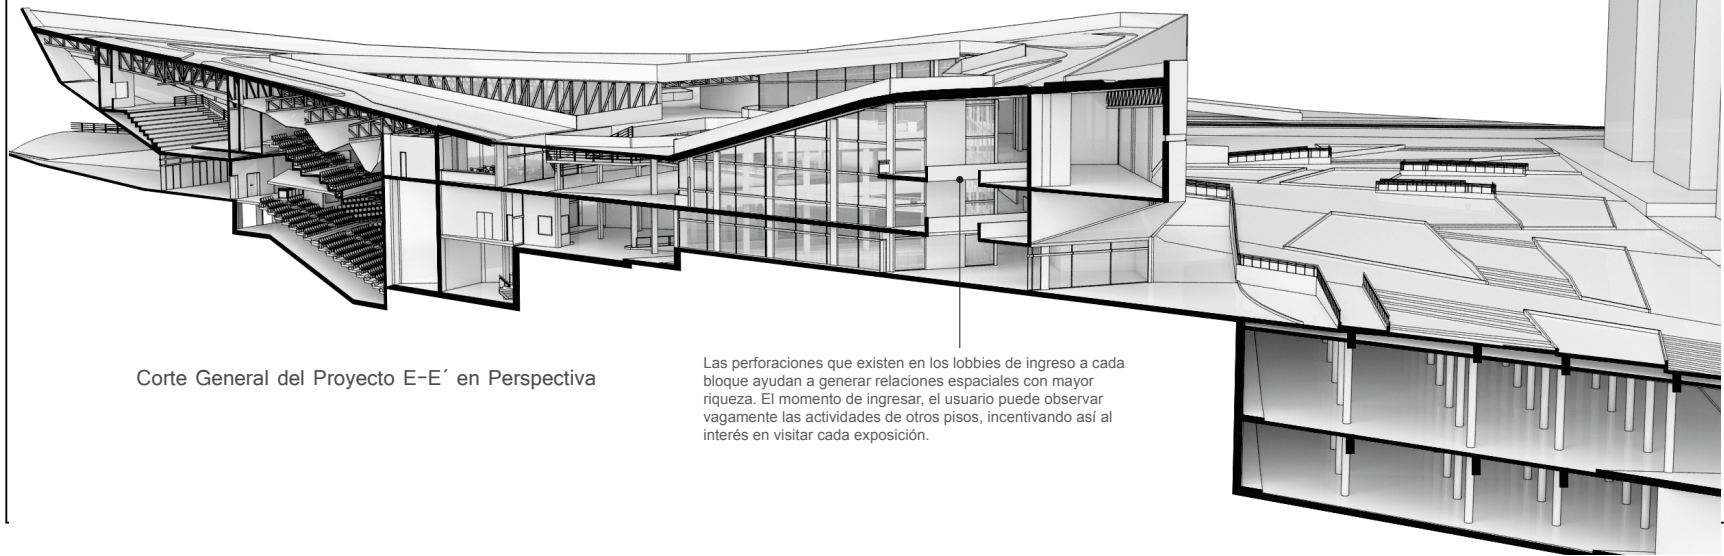 Corte General del Proyecto E-E´ en Perspectiva
Las perforaciones que existen en los lobbies de ingreso a cada
bloque ayudan a generar relaciones espaciales con mayor
riqueza. El momento de ingresar, el usuario puede observar
vagamente las actividades de otros pisos, incentivando así al
interés en visitar cada exposición.